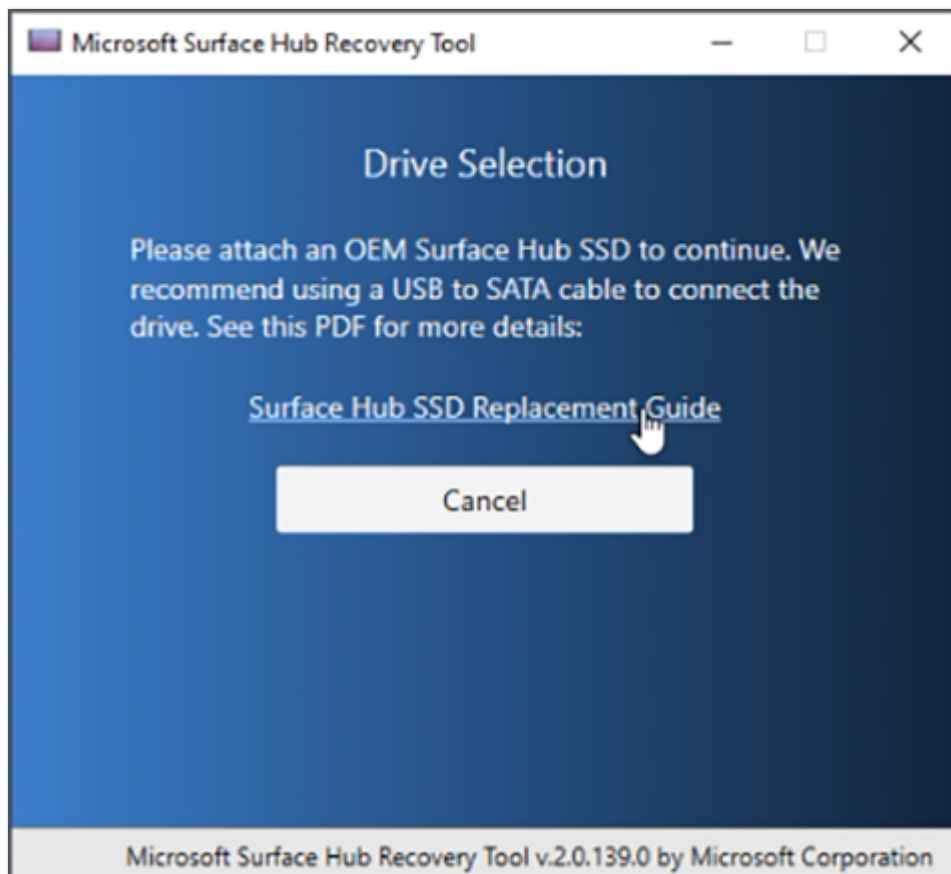 Microsoft Surface Hub Recovery Tool
Drive Selection
Please attach an OEM Surface Hub SSD to continue. We
recommend using a USB to SATA cable to connect the
drive. See this PDF for more details:
Surface Hub SSD Replacement Guide
Cancel
Microsoft Surface Hub Recovery Tool v.2.0.139.0 by Microsoft Corporation